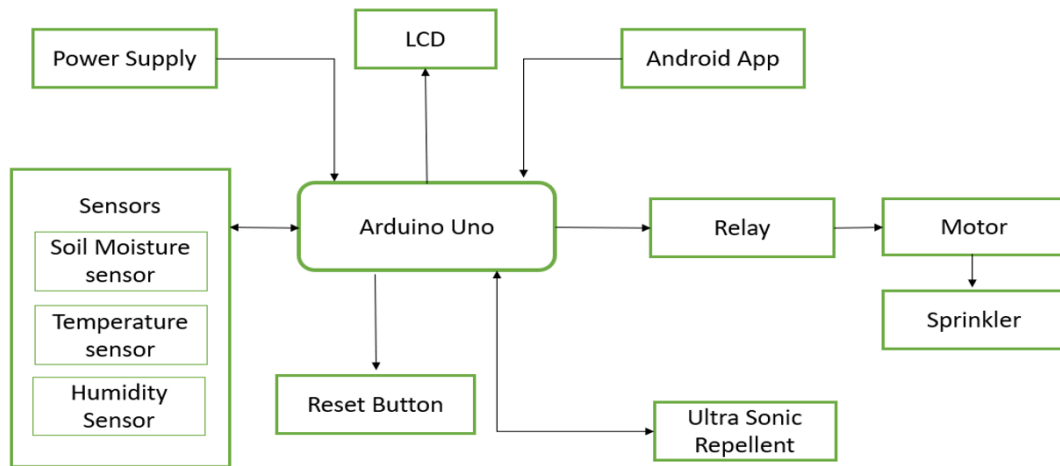 LCD
Power Supply
Android App
Sensors
Soil Moisture
sensor
Temperature
sensor
Humidity
Sensor
Arduino Uno
Relay
Motor
Sprinkler
Reset Button
Ultra Sonic
Repellent